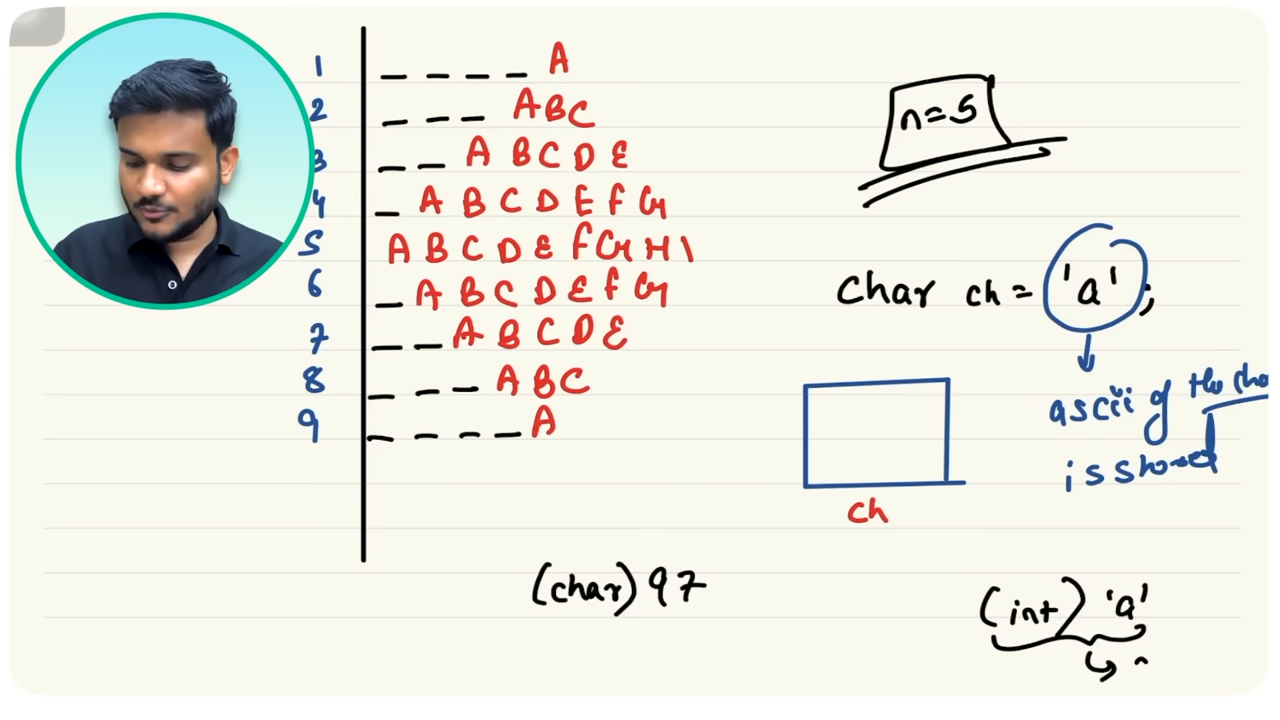 1 _ _ _ _ A
2 _ _ _ A B C
3 _ _ A B C D E
4 _ A B C D E F G
5 A B C D E F G H I
6 _ A B C D E F G
7 _ _ A B C D E
8 _ _ _ A B C
9 _ _ _ _ A
n=5
Char ch = 'a';
ascii of the
is stored
ch
(char) 97
(int) 'a'